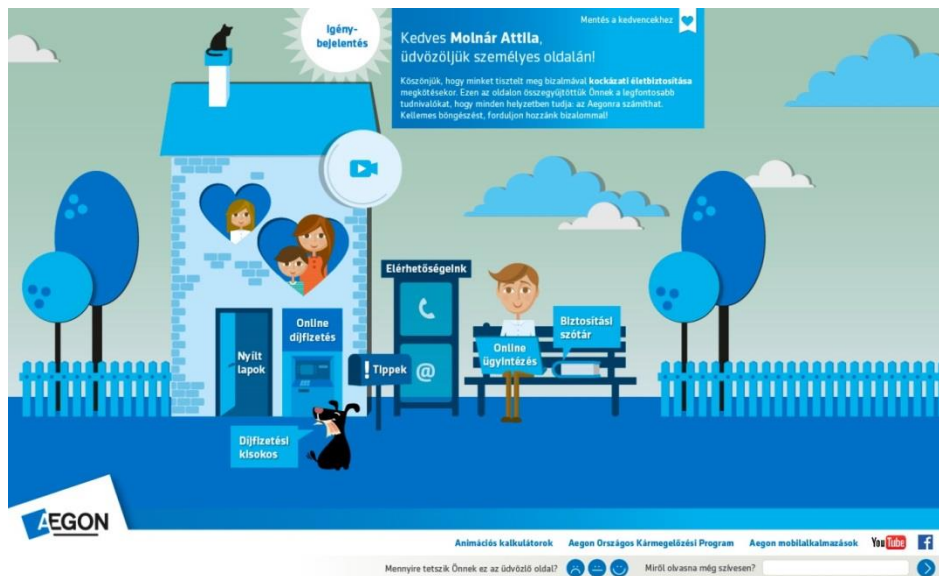 Igény-
bejelentés
Mentés a kedvencekhez
Kedves Molnár Attila,
üdvözöljük személyes oldalán!
Köszönjük, hogy minket tisztelt meg bizalmával kockázati életbiztosítása
megkötésekor. Ezen az oldalon összegyűjtöttük Önnek a legfontosabb
tudnivalókat, hogy minden helyzetben tudja: az Aegonra számíthat.
Kellemes böngészést, forduljon hozzánk bizalommal!
Elérhetőségeink
Online
díjfizetés
Biztosítási
szótár
Nyílt
lapok
! Tippek
@
Online
ügyintézés
Díjfizetési
kisokos
AEGON
Animációs kalkulátorok Aegon Országos Kármegelőzési Program Aegon mobilalkalmazások YouTube f
Mennyire tetszik Önnek ez az üdvözlő oldal? Miről olvasna még szívesen?